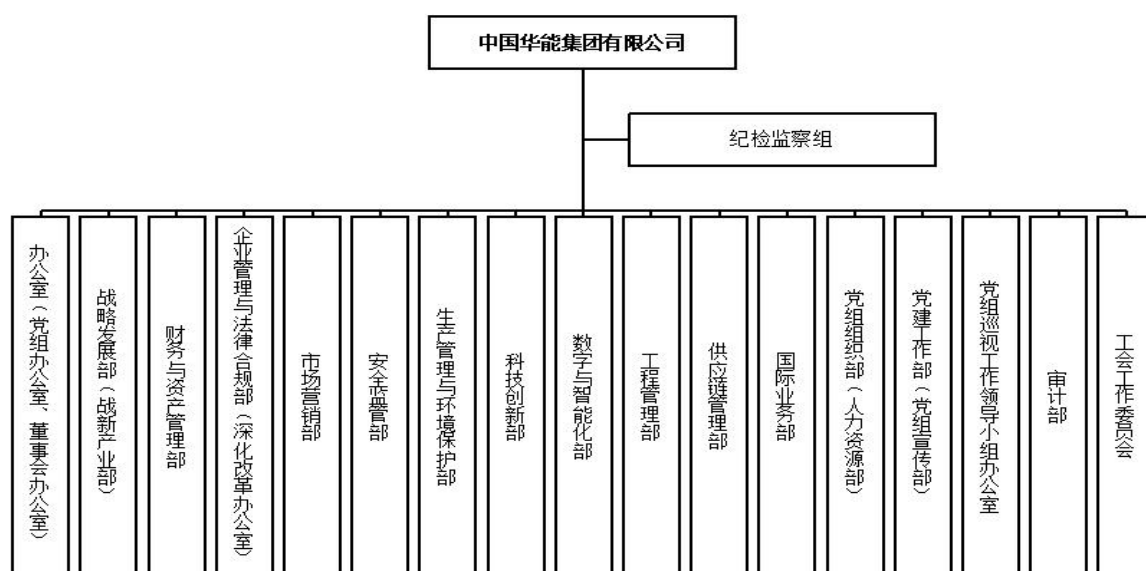 中国华能集团有限公司
纪检监察组
办公室（党组办公室、董事会办公室）
战略发展部（战新产业部）
财务与资产管理部
企业管理与法律合规部（深化改革办公室）
市场营销部
安全监管部
生产管理与环境保护部
科技创新部
数字与智能化部
工程管理部
供应链管理部
国际业务部
党组组织部（人力资源部）
党建工作部（党组宣传部）
党组巡视工作领导小组办公室
审计部
工会工作委员会